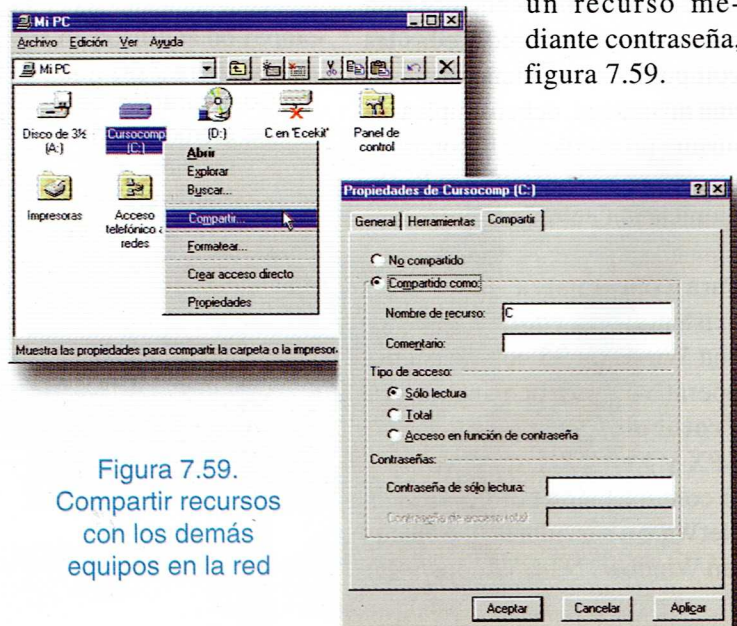 un recurso me-
diante contraseña,
figura 7.59.
Mi PC
Archivo Edición Ver Ayuda
Mi PC
Disco de 3½ (A:)
Cursocomp (C:)
(D:)
C en 'Ecekit'
Panel de control
Impresoras
Acceso telefónico a redes
Abrir
Explorar
Buscar...
Compartir...
Formatear...
Crear acceso directo
Propiedades
Muestra las propiedades para compartir la carpeta o la impresor
Propiedades de Cursocomp (C:)
General Herramientas Compartir
No compartido
Compartido como:
Nombre de recurso: C
Comentario:
Tipo de acceso:
Sólo lectura
Total
Acceso en función de contraseña
Contraseñas:
Contraseña de sólo lectura:
Contraseña de acceso total:
Aceptar Cancelar Aplicar
Figura 7.59.
Compartir recursos
con los demás
equipos en la red